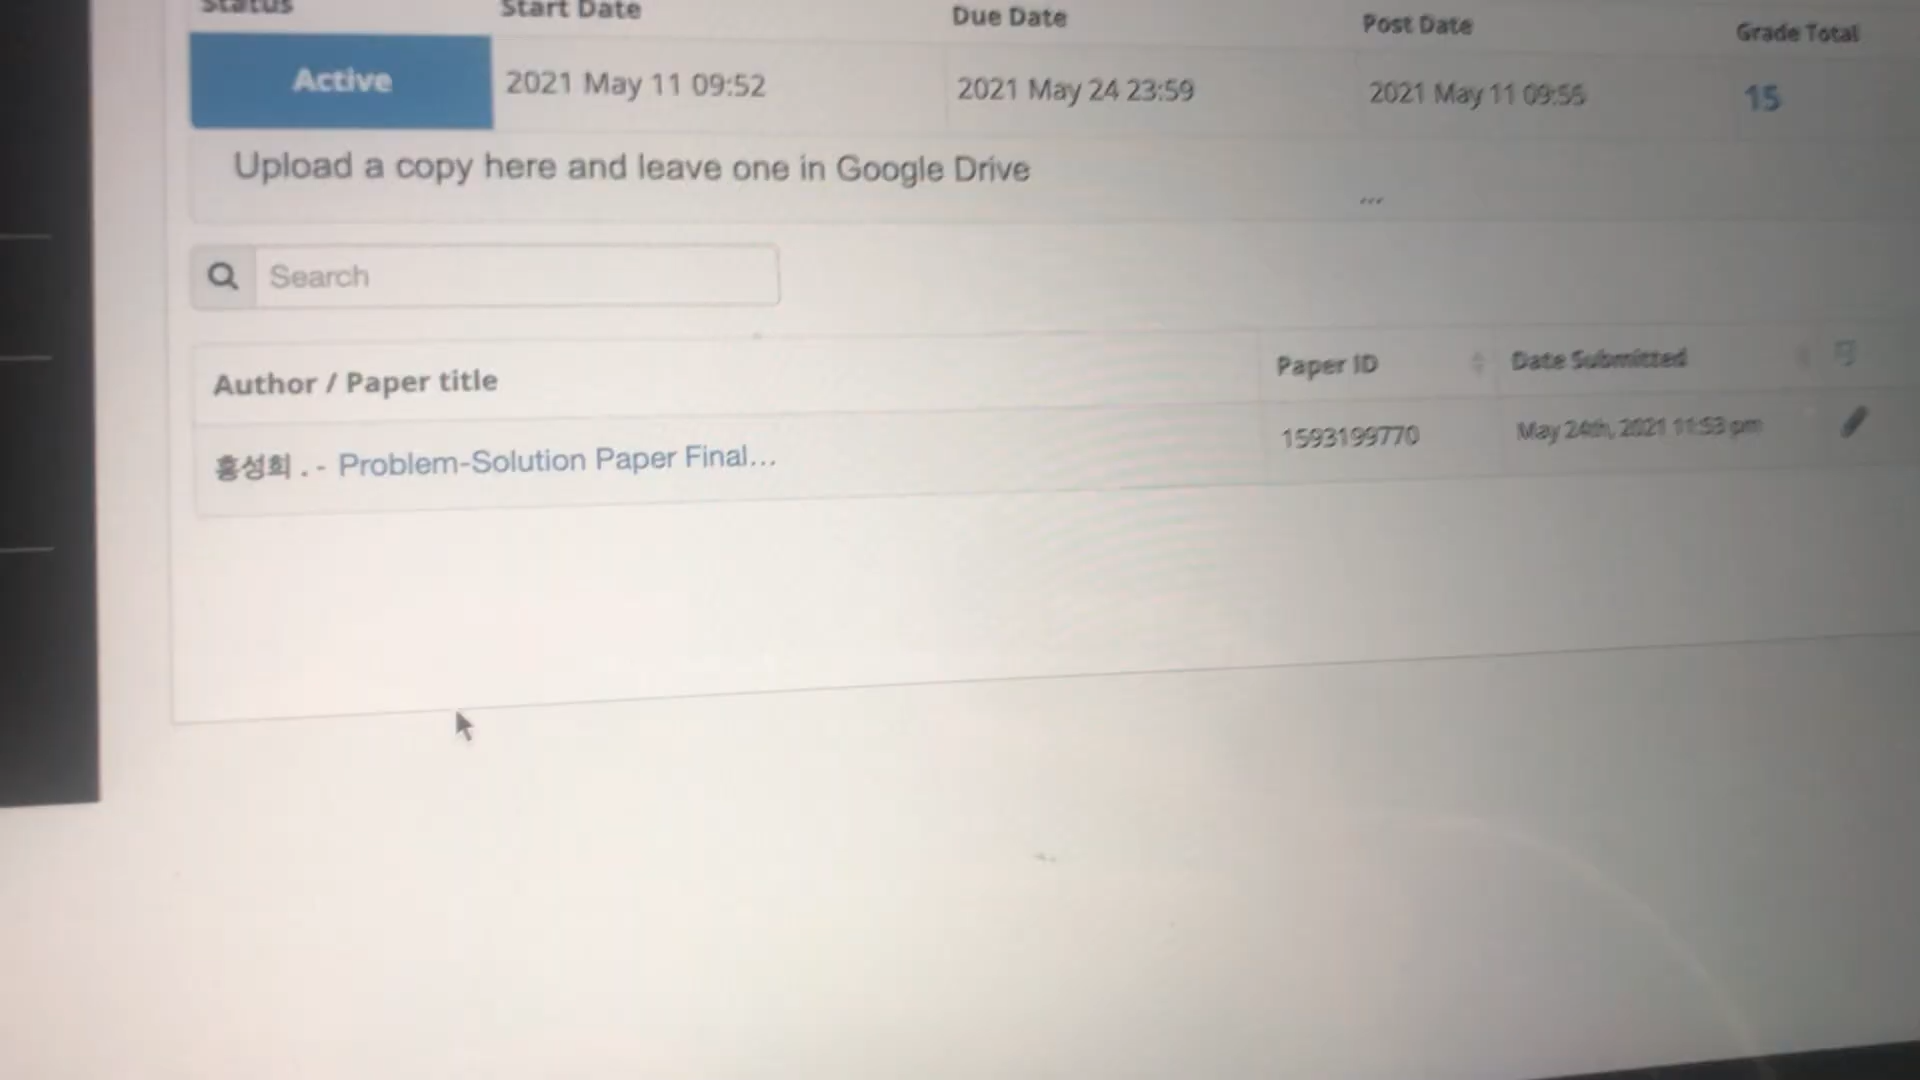 Status Start Date Due Date Post Date Grade Total
Active 2021 May 11 09:52 2021 May 24 23:59 2021 May 11 09:55 15
Upload a copy here and leave one in Google Drive
...
Search
Author / Paper title Paper ID Date Submitted
홍성희 . - Problem-Solution Paper Final... 1593199770 May 24th, 2021 11:53 pm